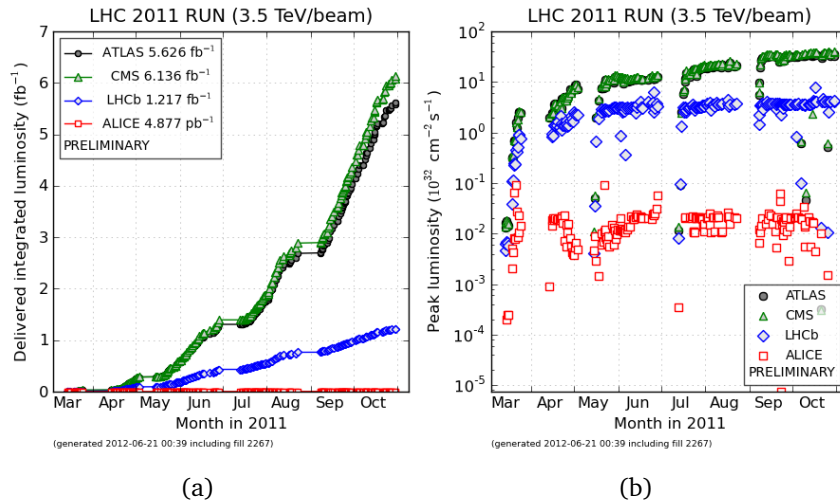 LHC 2011 RUN (3.5 TeV/beam)
Delivered integrated luminosity (fb⁻¹)
7
6
5
4
3
2
1
0
ATLAS 5.626 fb⁻¹
CMS 6.136 fb⁻¹
LHCb 1.217 fb⁻¹
ALICE 4.877 pb⁻¹
PRELIMINARY
Mar Apr May Jun Jul Aug Sep Oct
Month in 2011
(generated 2012-06-21 00:39 including fill 2267)
(a)
LHC 2011 RUN (3.5 TeV/beam)
Peak luminosity (10³² cm⁻² s⁻¹)
10²
10¹
10⁰
10⁻¹
10⁻²
10⁻³
10⁻⁴
10⁻⁵
ATLAS
CMS
LHCb
ALICE
PRELIMINARY
Mar Apr May Jun Jul Aug Sep Oct
Month in 2011
(generated 2012-06-21 00:39 including fill 2267)
(b)